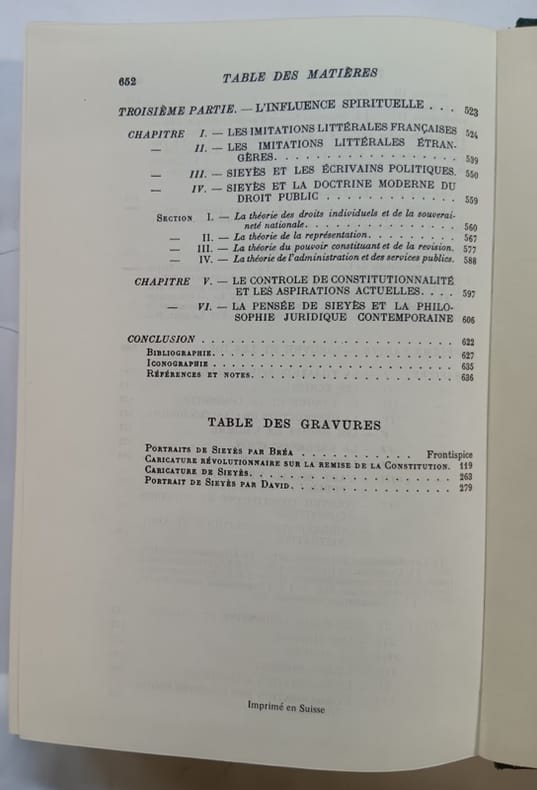 652 TABLE DES MATIÈRES
TROISIÈME PARTIE. — L'INFLUENCE SPIRITUELLE . . . 523
CHAPITRE I. — LES IMITATIONS LITTÉRALES FRANÇAISES 524
— II. — LES IMITATIONS LITTÉRALES ÉTRAN-
GÈRES. . . . . . . . . . . . . . . . . . . 539
— III. — SIEYÈS ET LES ÉCRIVAINS POLITIQUES. 550
— IV. — SIEYÈS ET LA DOCTRINE MODERNE DU
DROIT PUBLIC . . . . . . . . . . . . . . 559
SECTION I. — La théorie des droits individuels et de la souverai-
neté nationale. . . . . . . . . . . . . . . . . 560
— II. — La théorie de la représentation. . . . . . . . . . 567
— III. — La théorie du pouvoir constituant et de la revision. 577
— IV. — La théorie de l'administration et des services publics. 588
CHAPITRE V. — LE CONTROLE DE CONSTITUTIONNALITÉ
ET LES ASPIRATIONS ACTUELLES. . . . 597
— VI. — LA PENSÉE DE SIEYÈS ET LA PHILO-
SOPHIE JURIDIQUE CONTEMPORAINE 606
CONCLUSION . . . . . . . . . . . . . . . . . . . . . . . . 622
BIBLIOGRAPHIE. . . . . . . . . . . . . . . . . . . . . . . 627
ICONOGRAPHIE . . . . . . . . . . . . . . . . . . . . . . . 635
RÉFÉRENCES ET NOTES. . . . . . . . . . . . . . . . . . . 636
TABLE DES GRAVURES
PORTRAITS DE SIEYÈS PAR BRÉA . . . . . . . . . . . Frontispice
CARICATURE RÉVOLUTIONNAIRE SUR LA REMISE DE LA CONSTITUTION. 119
CARICATURE DE SIEYÈS. . . . . . . . . . . . . . . . . . . 263
PORTRAIT DE SIEYÈS PAR DAVID. . . . . . . . . . . . . . . 279
Imprimé en Suisse